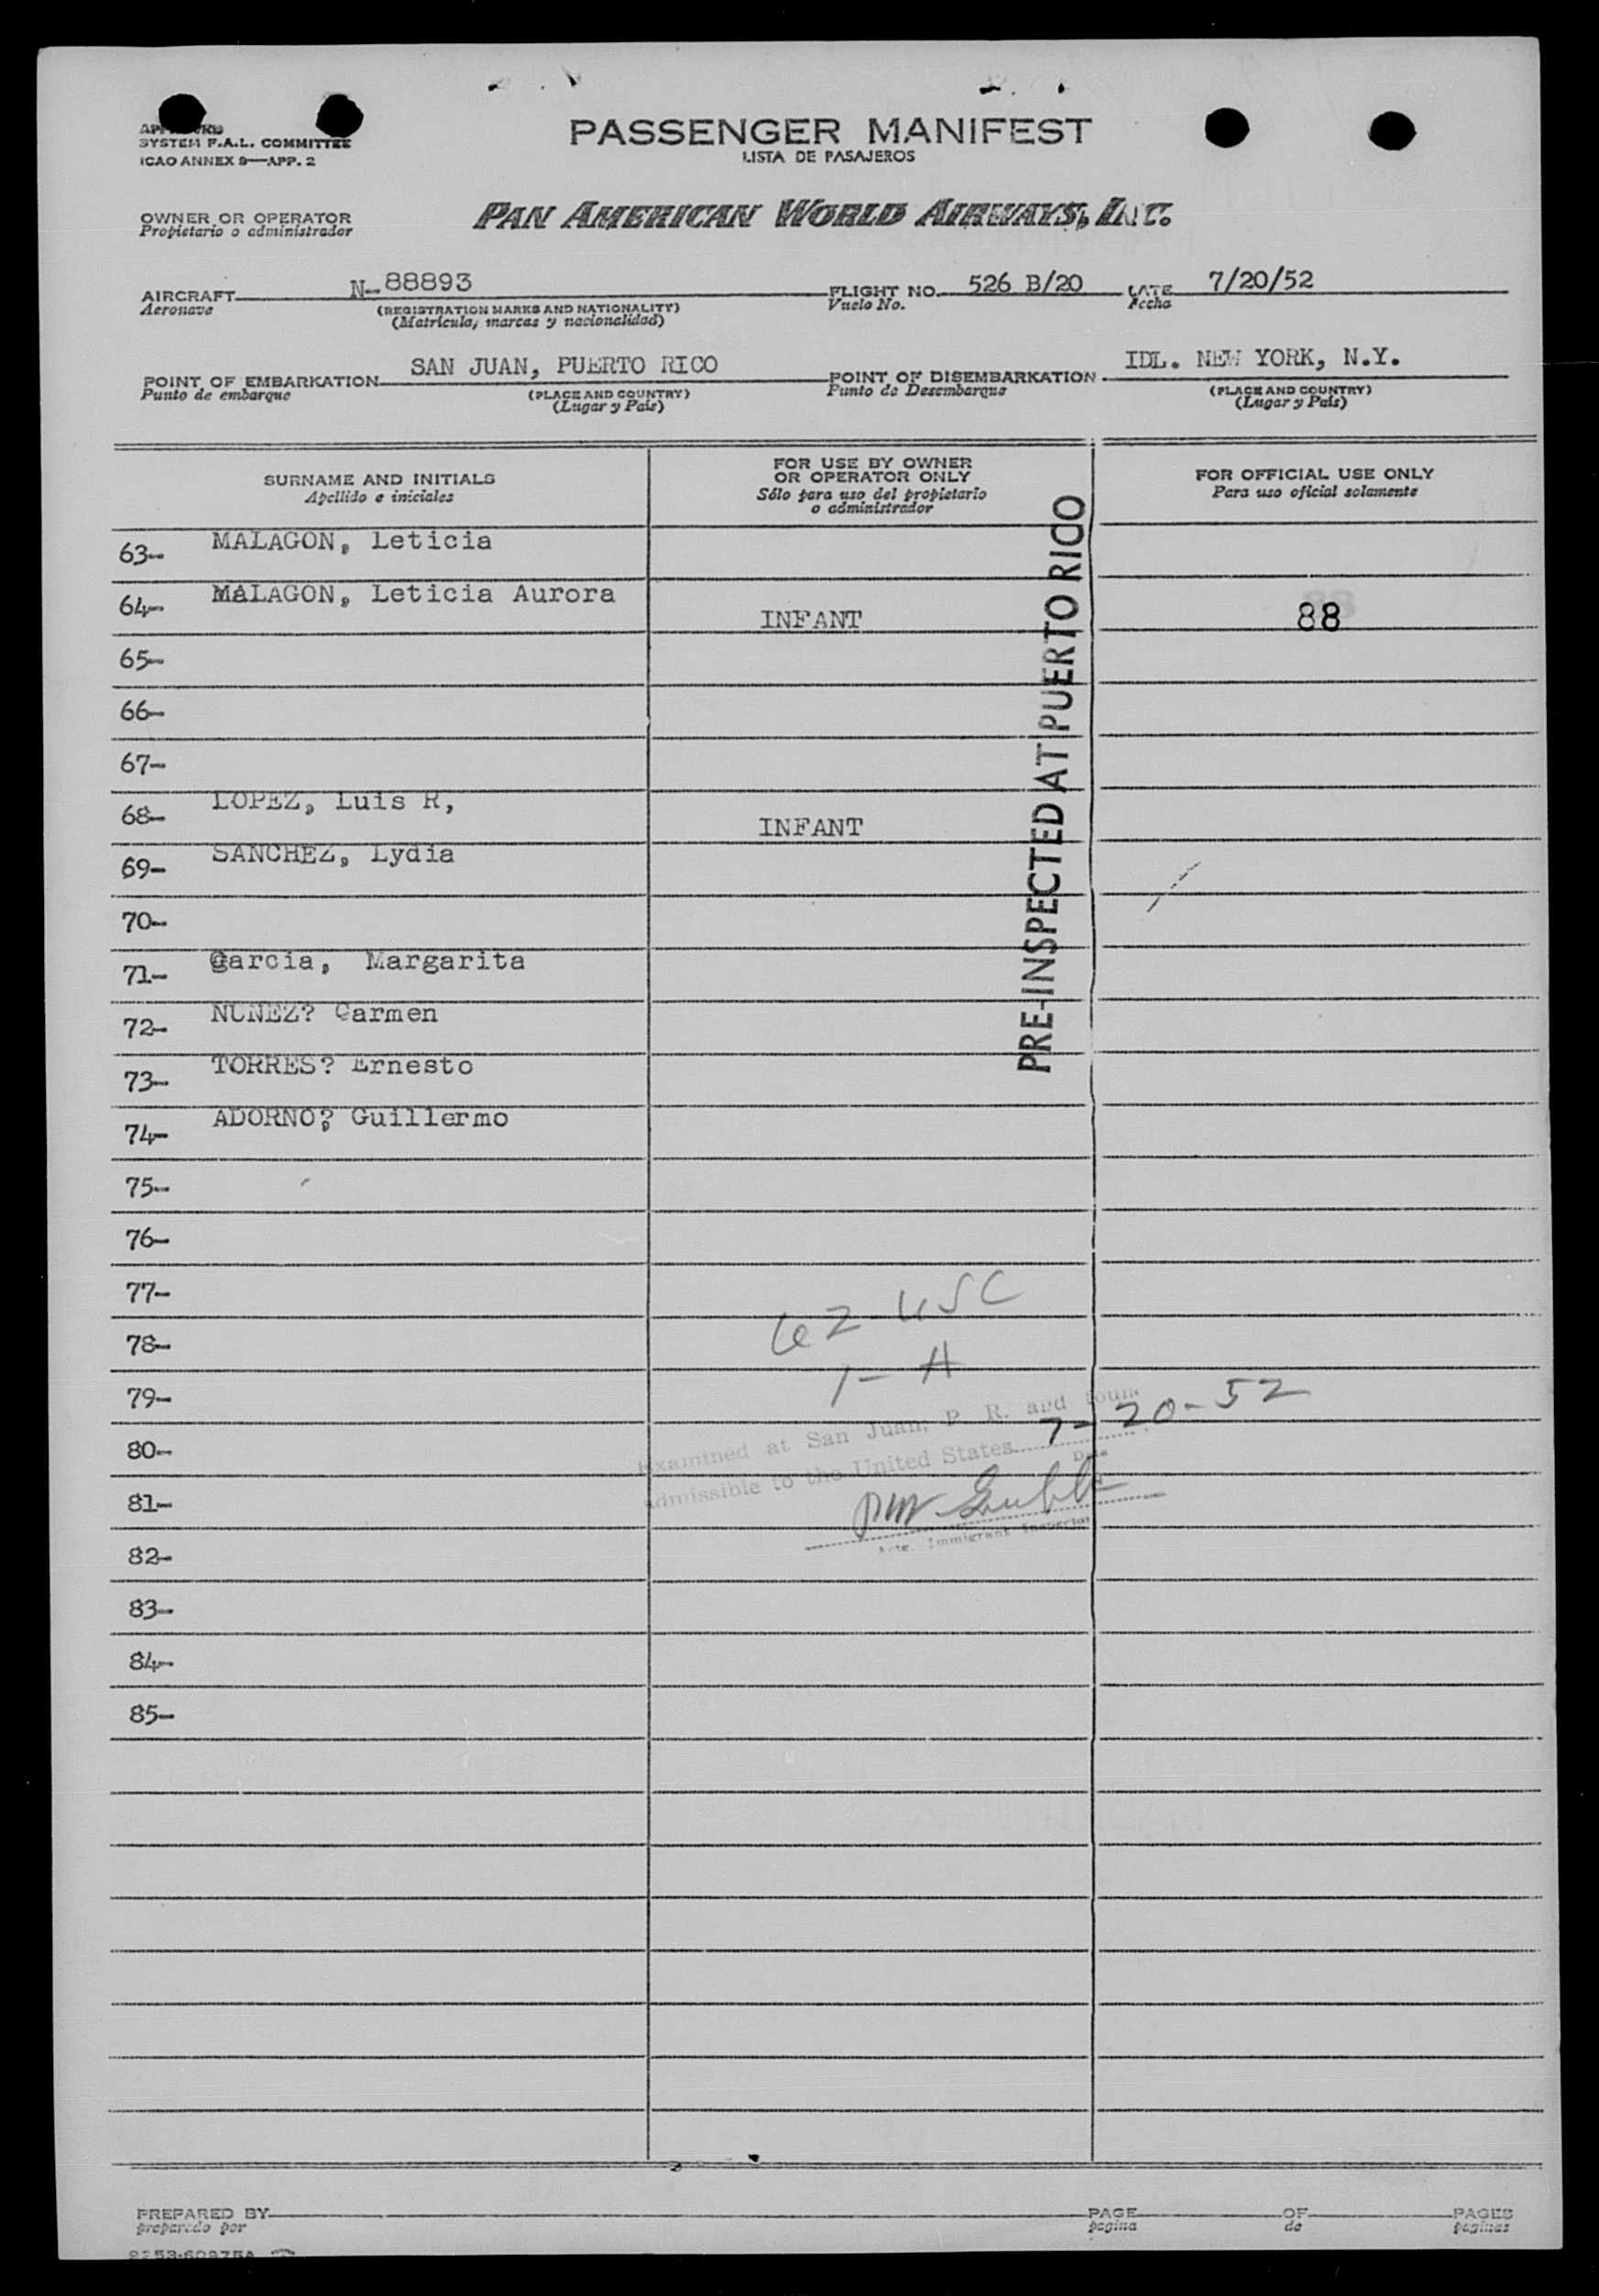 PASSENGER MANIFEST
LISTA DE PASAJEROS
SYSTEM F.A.L. COMMITTEE
ICAO ANNEX 9—APP. 2
OWNER OR OPERATOR
Propietario o administrador
PAN AMERICAN WORLD AIRWAYS, INC.
AIRCRAFT N-88893 FLIGHT NO. 526 B/20 DATE 7/20/52
Aeronave (REGISTRATION MARKS AND NATIONALITY) Vuelo No. Fecha
(Matrícula, marcas y nacionalidad)
POINT OF EMBARKATION SAN JUAN, PUERTO RICO POINT OF DISEMBARKATION IDL. NEW YORK, N.Y.
Punto de embarque (PLACE AND COUNTRY) Punto de Desembarque (PLACE AND COUNTRY)
(Lugar y País) (Lugar y País)
SURNAME AND INITIALS
Apellido e iniciales
FOR USE BY OWNER
OR OPERATOR ONLY
Sólo para uso del propietario
o administrador
FOR OFFICIAL USE ONLY
Para uso oficial solamente
63- MALAGON, Leticia
64- MALAGON, Leticia Aurora INFANT 88
65-
66-
67-
68- LOPEZ, Luis R, INFANT
69- SANCHEZ, Lydia
70-
71- Garcia, Margarita
72- NUNEZ? Carmen
73- TORRES? Ernesto
74- ADORNO? Guillermo
75-
76-
77-
78-
79-
80-
81-
82-
83-
84-
85-
PRE-INSPECTED AT PUERTO RICO
62 USC
1- A
Examined at San Juan, P. R. and found
admissible to the United States 7-20-52
Date
Immigrant Inspector
PREPARED BY PAGE OF PAGES
preparado por pagina de paginas